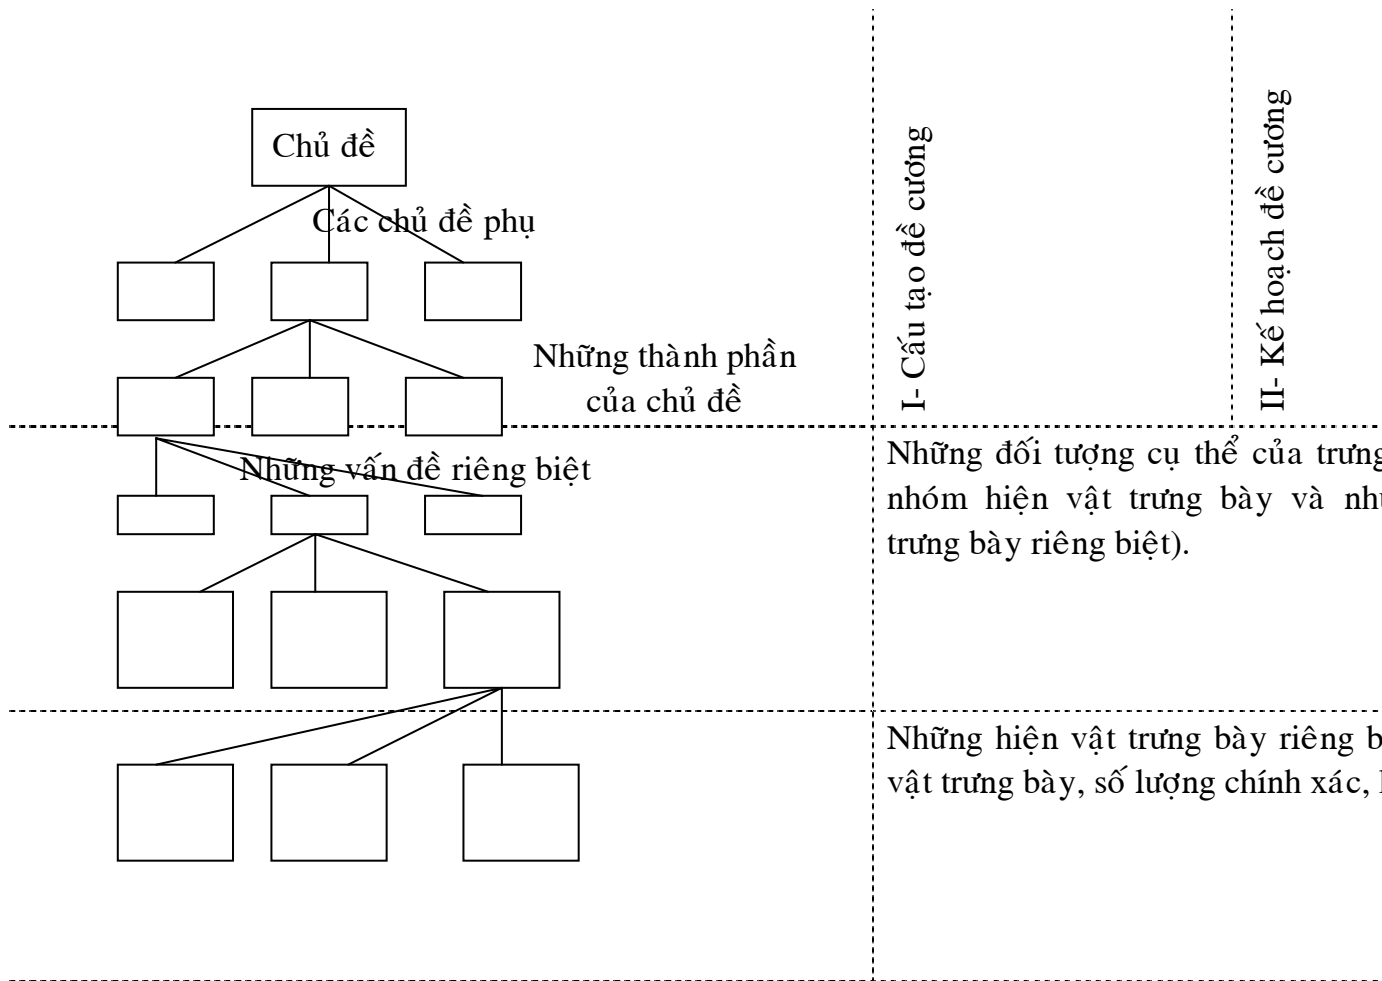 Chủ đề
Các chủ đề phụ
Những thành phần
của chủ đề
I- Cấu tạo đề cương
II- Kế hoạch đề cương
Những vấn đề riêng biệt
Những đối tượng cụ thể của trưng
nhóm hiện vật trưng bày và
trưng bày riêng biệt).
Những hiện vật trưng bày riêng
vật trưng bày, số lượng chính xác,